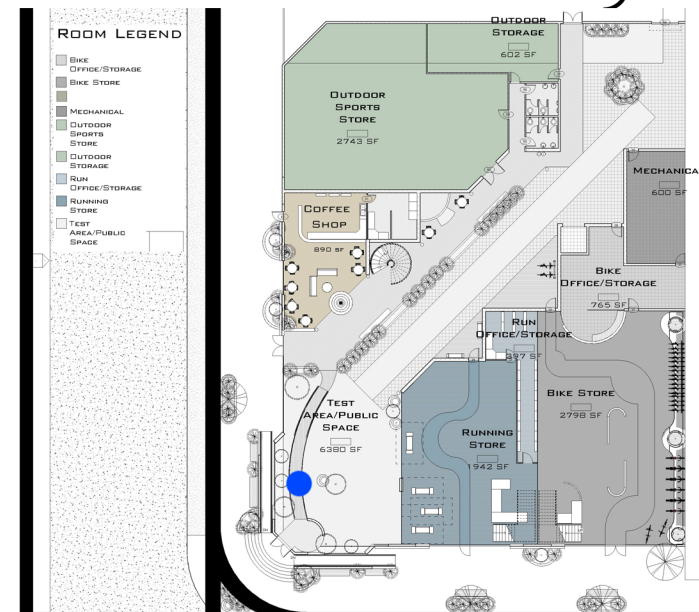 Room Legend
Bike
Office/Storage
Bike Store
Mechanical
Outdoor
Sports
Store
Outdoor
Storage
Run
Office/Storage
Running
Store
Test
Area/Public
Space
Outdoor
Storage
602 SF
Outdoor
Sports
Store
2743 SF
Coffee
Shop
890 SF
Mechanica
600 SF
Bike
Office/Storage
765 SF
Run
Office/Storage
397 SF
Bike Store
2798 SF
Test
Area/Public
Space
6380 SF
Running
Store
1942 SF